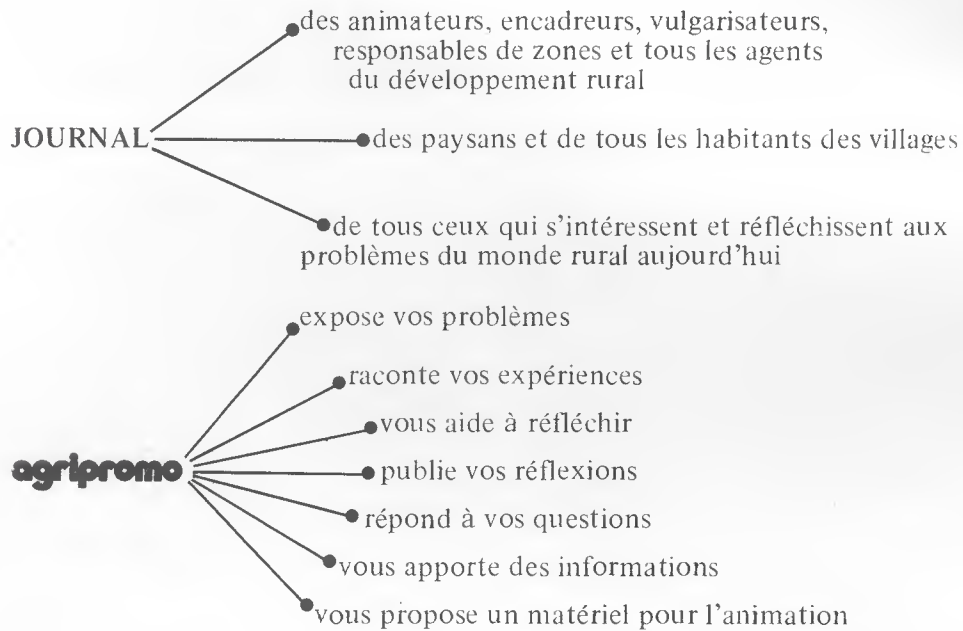 des animateurs, encadreurs, vulgarisateurs,
responsables de zones et tous les agents
du développement rural
JOURNAL
des paysans et de tous les habitants des villages
de tous ceux qui s'intéressent et réfléchissent aux
problèmes du monde rural aujourd'hui
expose vos problèmes
raconte vos expériences
vous aide à réfléchir
agripromo
publie vos réflexions
répond à vos questions
vous apporte des informations
vous propose un matériel pour l'animation